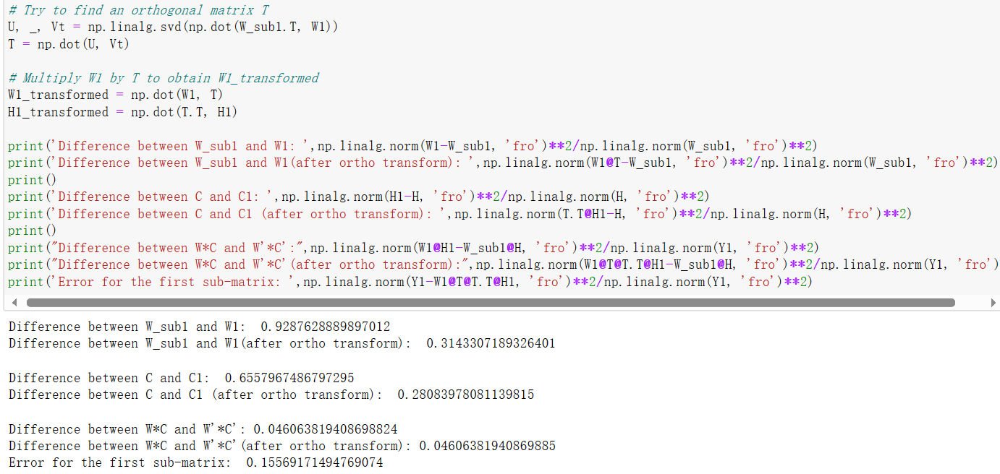 # Try to find an orthogonal matrix T
U, _, Vt = np.linalg.svd(np.dot(W_sub1.T, W1))
T = np.dot(U, Vt)
# Multiply W1 by T to obtain W1_transformed
W1_transformed = np.dot(W1, T)
H1_transformed = np.dot(T.T, H1)
print('Difference between W_sub1 and W1: ',np.linalg.norm(W1-W_sub1, 'fro')**2/np.linalg.norm(W_sub1, 'fro')**2)
print('Difference between W_sub1 and W1(after ortho transform): ',np.linalg.norm(W1@T-W_sub1, 'fro')**2/np.linalg.norm(W_sub1, 'fro')**2)
print()
print('Difference between C and C1: ',np.linalg.norm(H1-H, 'fro')**2/np.linalg.norm(H, 'fro')**2)
print('Difference between C and C1 (after ortho transform): ',np.linalg.norm(T.T@H1-H, 'fro')**2/np.linalg.norm(H, 'fro')**2)
print()
print("Difference between W*C and W'*C':",np.linalg.norm(W1@H1-W_sub1@H, 'fro')**2/np.linalg.norm(Y1, 'fro')**2)
print("Difference between W*C and W'*C'(after ortho transform):",np.linalg.norm(W1@T@T.T@H1-W_sub1@H, 'fro')**2/np.linalg.norm(Y1, 'fro')
print('Error for the first sub-matrix: ',np.linalg.norm(Y1-W1@T@T.T@H1, 'fro')**2/np.linalg.norm(Y1, 'fro')**2)
Difference between W_sub1 and W1:  0.9287628889897012
Difference between W_sub1 and W1(after ortho transform):  0.3143307189326401
Difference between C and C1:  0.6557967486797295
Difference between C and C1 (after ortho transform):  0.28083978081139815
Difference between W*C and W'*C': 0.046063819408698824
Difference between W*C and W'*C'(after ortho transform): 0.04606381940869885
Error for the first sub-matrix:  0.15569171494769074